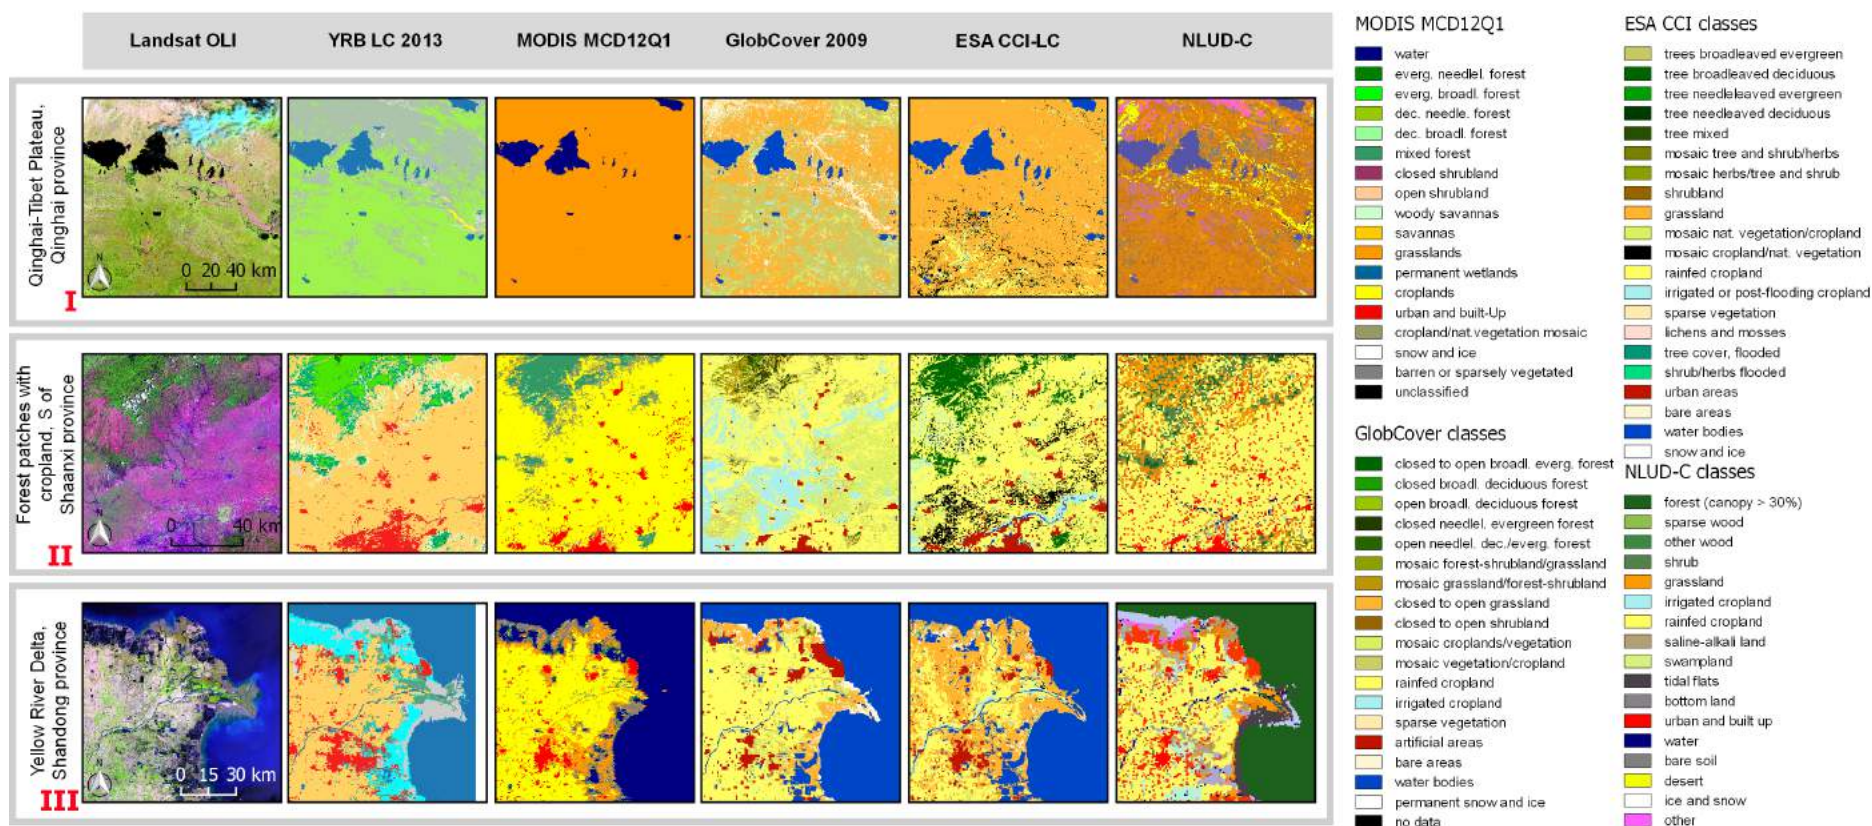 Landsat OLI
YRB LC 2013
MODIS MCD12Q1
GlobCover 2009
ESA CCI-LC
NLUD-C
Qinghai-Tibet Plateau,
Qinghai province
I
N
0 20 40 km
Forest patches with
cropland, S of
Shaanxi province
II
N
0 40 km
Yellow River Delta,
Shandong province
III
N
0 15 30 km
MODIS MCD12Q1
water
everg. needlel. forest
everg. broadl. forest
dec. needle. forest
dec. broadl. forest
mixed forest
closed shrubland
open shrubland
woody savannas
savannas
grasslands
permanent wetlands
croplands
urban and built-Up
cropland/nat.vegetation mosaic
snow and ice
barren or sparsely vegetated
unclassified
GlobCover classes
closed to open broadl. everg. forest
closed broadl. deciduous forest
open broadl. deciduous forest
closed needlel. evergreen forest
open needlel. dec./everg. forest
mosaic forest-shrubland/grassland
mosaic grassland/forest-shrubland
closed to open grassland
closed to open shrubland
mosaic croplands/vegetation
mosaic vegetation/cropland
rainfed cropland
irrigated cropland
sparse vegetation
artificial areas
bare areas
water bodies
permanent snow and ice
no data
ESA CCI classes
trees broadleaved evergreen
tree broadleaved deciduous
tree needleleaved evergreen
tree needleaved deciduous
tree mixed
mosaic tree and shrub/herbs
mosaic herbs/tree and shrub
shrubland
grassland
mosaic nat. vegetation/cropland
mosaic cropland/nat. vegetation
rainfed cropland
irrigated or post-flooding cropland
sparse vegetation
lichens and mosses
tree cover, flooded
shrub/herbs flooded
urban areas
bare areas
water bodies
snow and ice
NLUD-C classes
forest (canopy > 30%)
sparse wood
other wood
shrub
grassland
irrigated cropland
rainfed cropland
saline-alkali land
swampland
tidal flats
bottom land
urban and built up
water
bare soil
desert
ice and snow
other